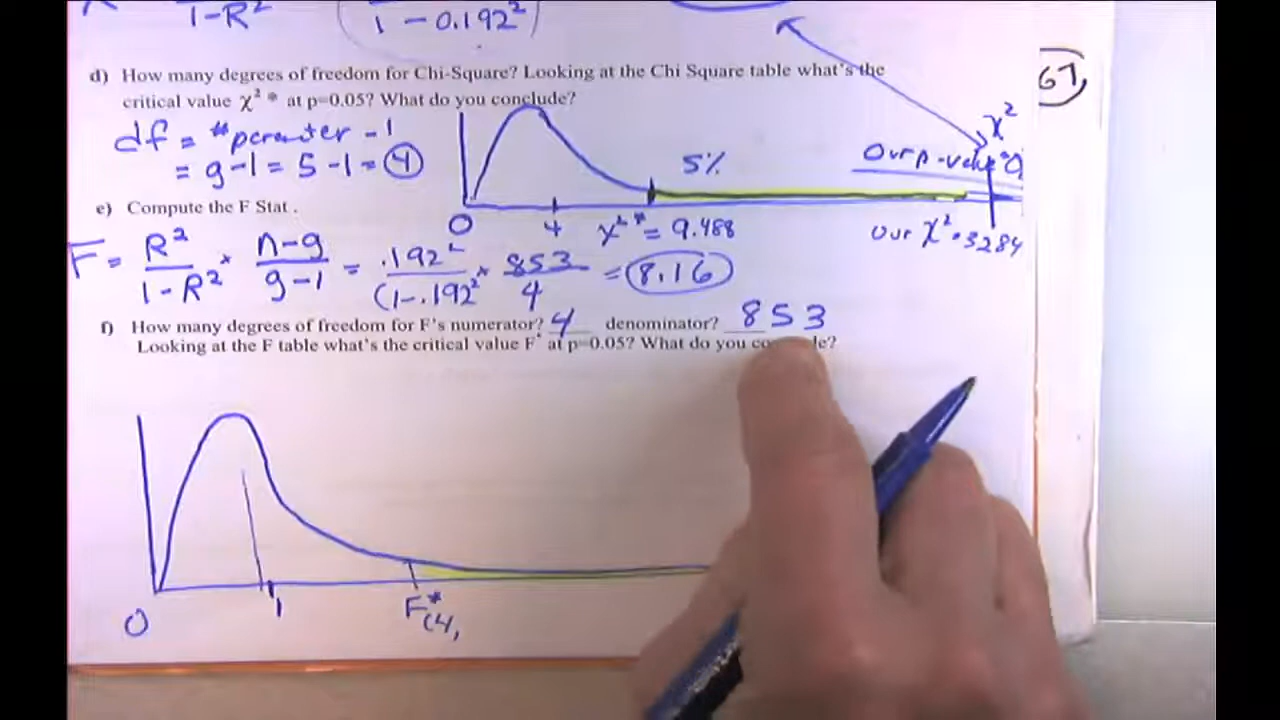 1-R²
1 - 0.192²
d) How many degrees of freedom for Chi-Square? Looking at the Chi Square table what's the
critical value χ² * at p=0.05? What do you conclude?
67,
χ²
df = # -1
= g-1 = 5-1 = 4
5%
Our p-value
0 4 χ²* = 9.488
Our χ² = 3284
e) Compute the F Stat .
F = R² / 1-R² * n-g / g-1 = .192² / (1-.192² * 853 / 4 = 8.16
f) How many degrees of freedom for F's numerator? 4 denominator? 853
Looking at the F table what's the critical value F* at p=0.05? What do you
0 1 F*(4,